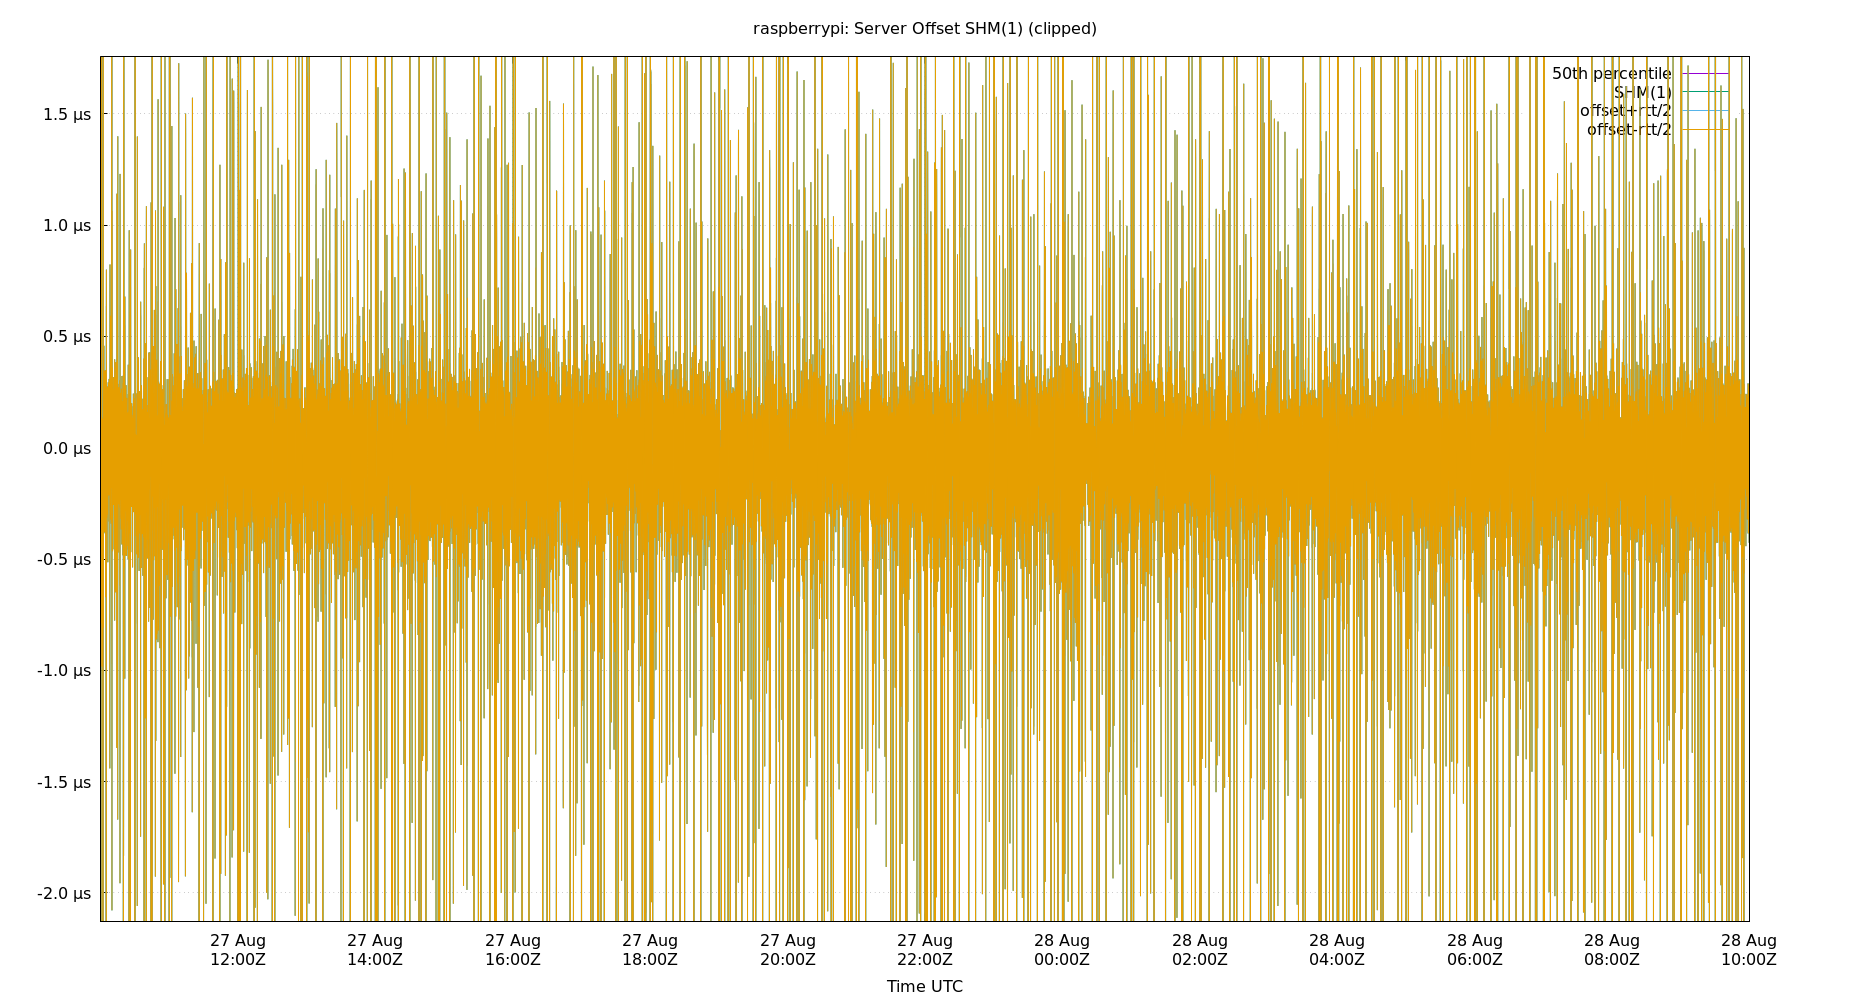 raspberrypi: Server Offset SHM(1) (clipped)
50th percentile
SHM(1)
offset+rtt/2
offset-rtt/2
1.5 µs
1.0 µs
0.5 µs
0.0 µs
-0.5 µs
-1.0 µs
-1.5 µs
-2.0 µs
27 Aug 27 Aug 27 Aug 27 Aug 27 Aug 27 Aug 28 Aug 28 Aug 28 Aug 28 Aug 28 Aug 28 Aug
12:00Z 14:00Z 16:00Z 18:00Z 20:00Z 22:00Z 00:00Z 02:00Z 04:00Z 06:00Z 08:00Z 10:00Z
Time UTC